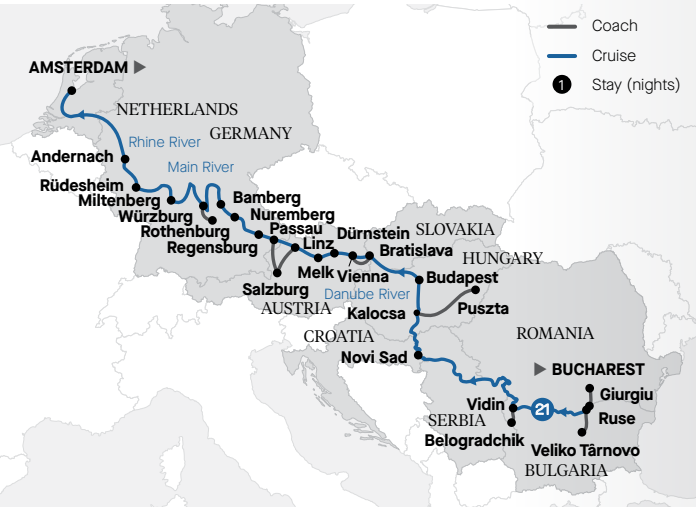 Coach
Cruise
1 Stay (nights)
AMSTERDAM
NETHERLANDS
GERMANY
Rhine River
Andernach
Main River
Rüdesheim
Miltenberg
Bamberg
Würzburg
Nuremberg
Rothenburg
Passau
Regensburg
Linz
Dürnstein
SLOVAKIA
Bratislava
HUNGARY
Melk
Vienna
Budapest
Salzburg
Danube River
AUSTRIA
Kalocsa
Puszta
CROATIA
ROMANIA
Novi Sad
BUCHAREST
Giurgiu
Vidin
21
Ruse
SERBIA
Belogradchik
Veliko Târnovo
BULGARIA